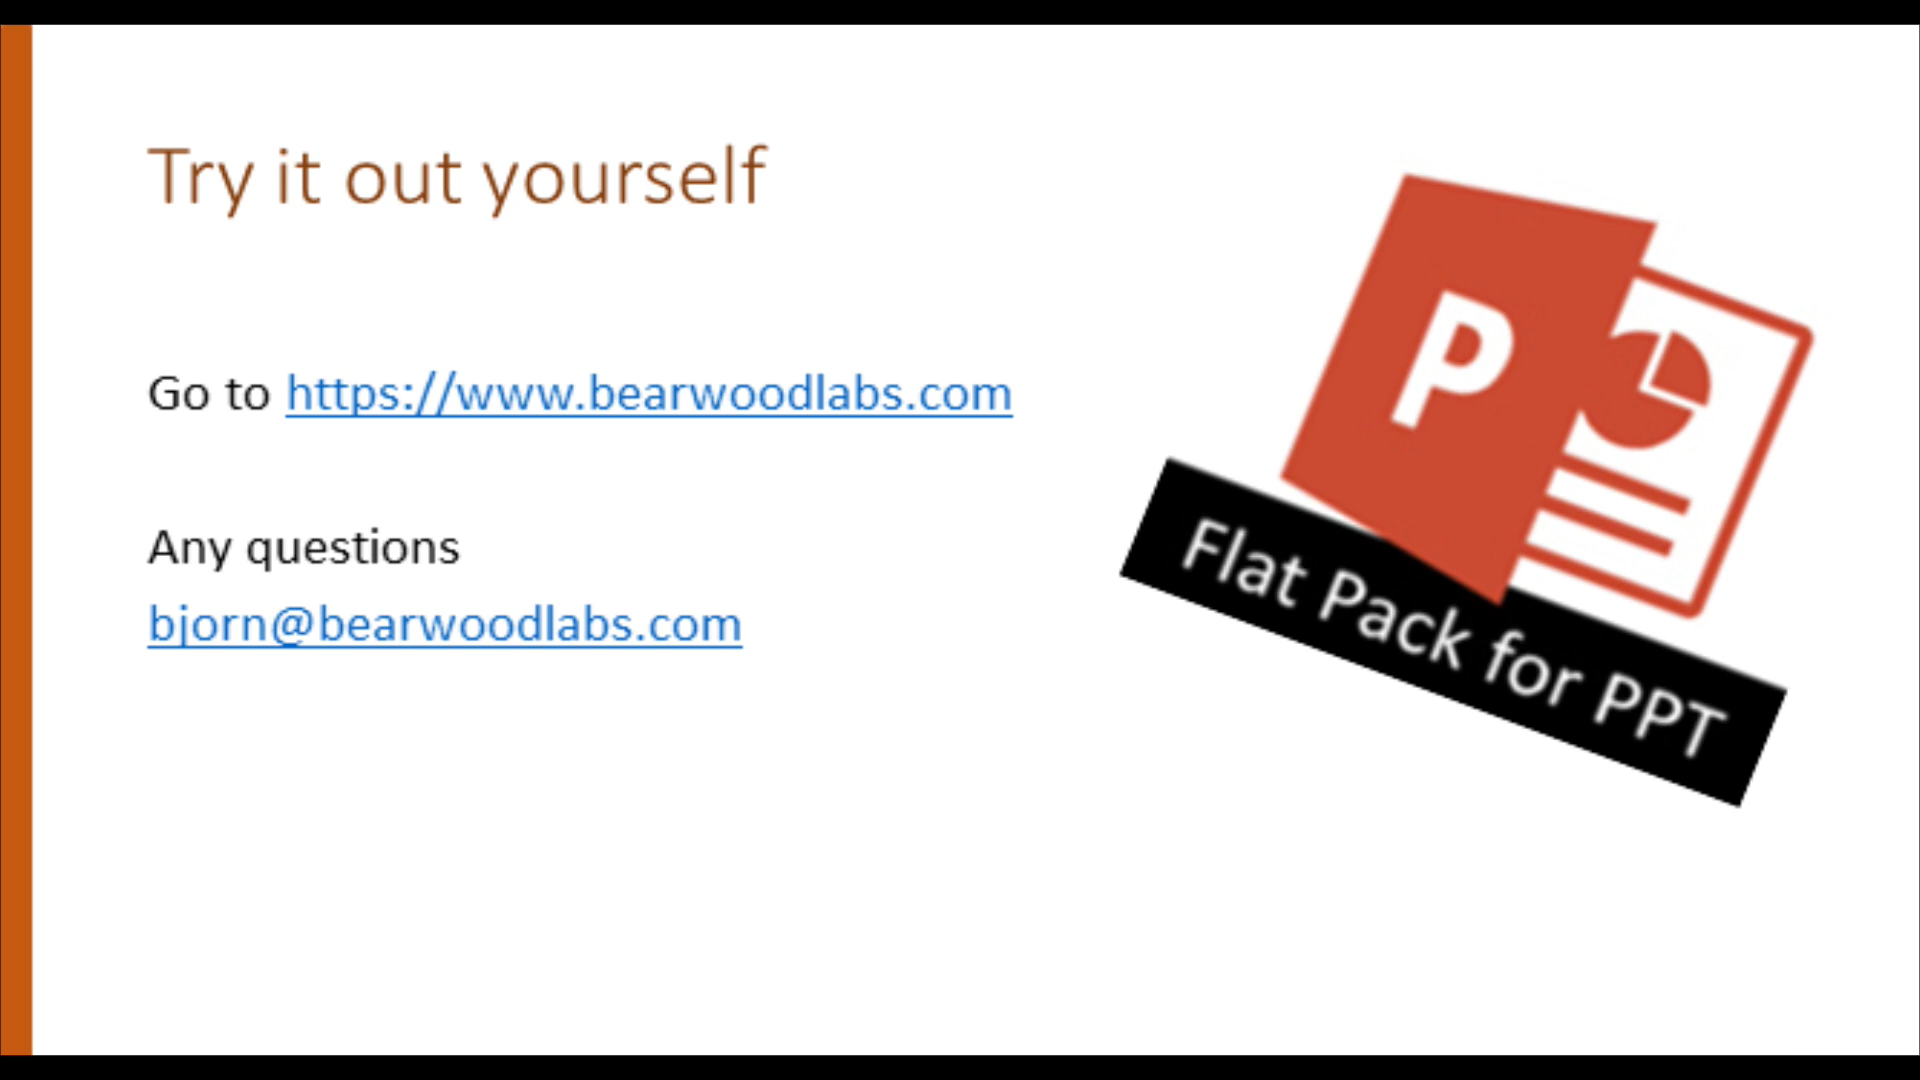 Try it out yourself
Go to https://www.bearwoodlabs.com
Any questions
bjorn@bearwoodlabs.com
P
Flat Pack for PPT